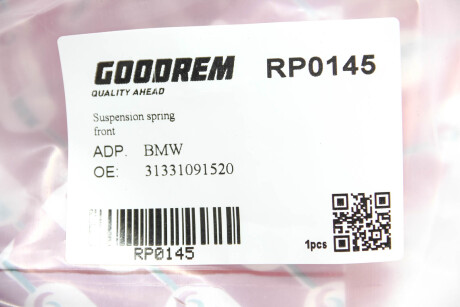 GOODREM RP0145
QUALITY AHEAD
Suspension spring
front
ADP. BMW
OE: 31331091520
1pcs
RP0145